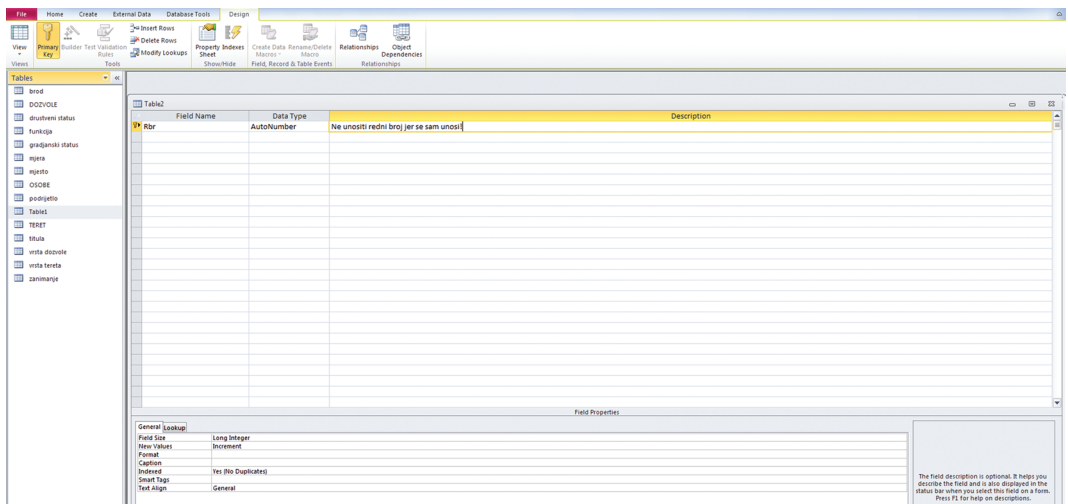 File Home Create External Data Database Tools Design
View
Views
Primary Key
Builder
Test Validation Rules
Insert Rows
Delete Rows
Modify Lookups
Tools
Property Sheet
Indexes
Show/Hide
Create Data Macros
Rename/Delete Macro
Field, Record & Table Events
Relationships
Object Dependencies
Relationships
Tables
brod
DOZVOLE
drustveni status
funkcija
gradjanski status
mjera
mjesto
OSOBE
podrijetlo
Table1
TERET
titula
vrsta dozvole
vrsta tereta
zanimanje
Table2
Field Name Data Type Description
Rbr AutoNumber Ne unositi redni broj jer se sam unosi!
Field Properties
General Lookup
Field Size Long Integer
New Values Increment
Format
Caption
Indexed Yes (No Duplicates)
Smart Tags
Text Align General
The field description is optional. It helps you
describe the field and is also displayed in the
status bar when you select this field on a form.
Press F1 for help on descriptions.